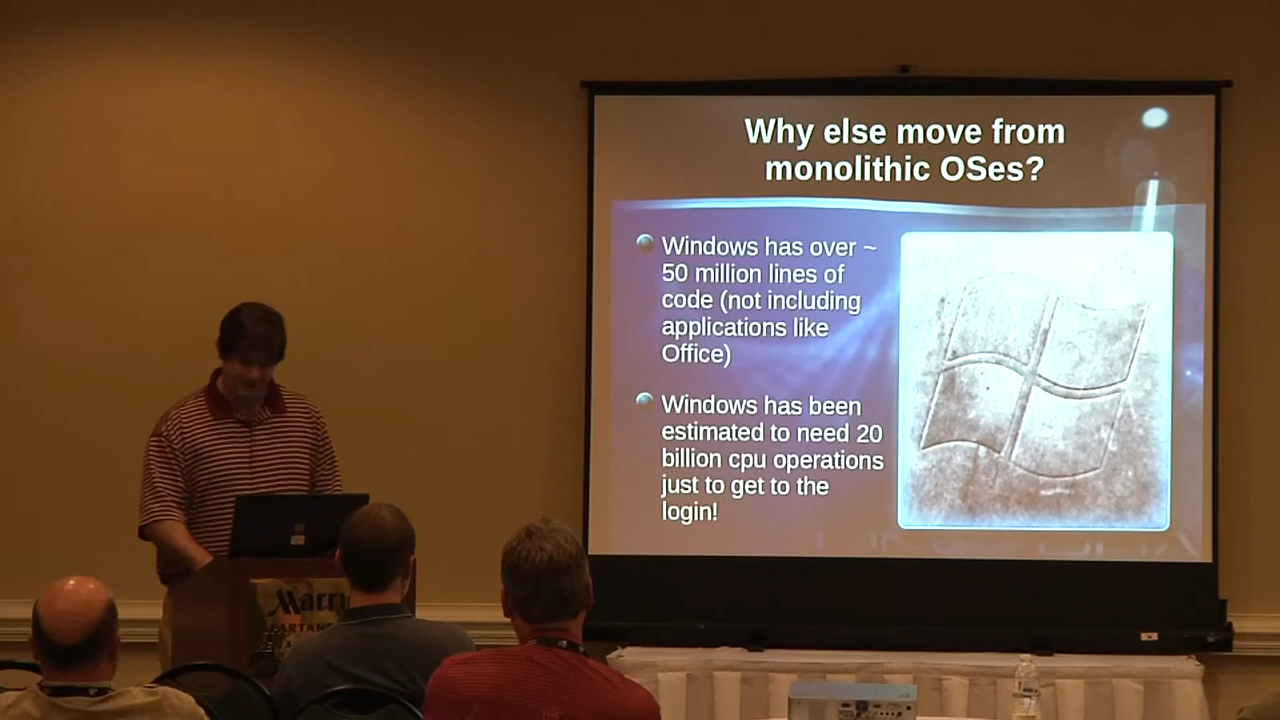 Why else move from
monolithic OSes?
Windows has over ~
50 million lines of
code (not including
applications like
Office)
Windows has been
estimated to need 20
billion cpu operations
just to get to the
login!